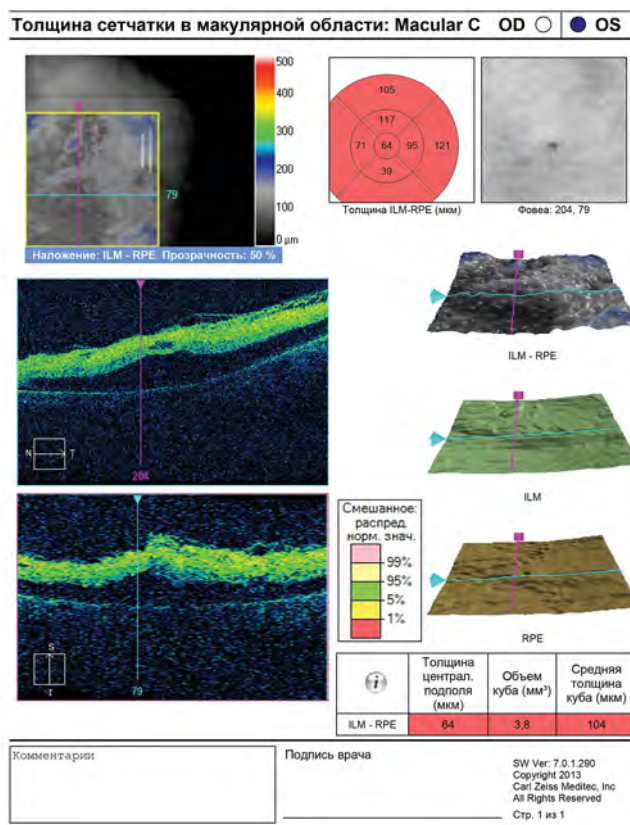 Толщина сетчатки в макулярной области: Macular C OD OS
500
400
300
200
100
0 µm
79
Наложение: ILM - RPE Прозрачность: 50 %
105
117
71 64 95 121
39
Толщина ILM-RPE (мкм)
Фовеа: 204, 79
ILM - RPE
N T
204
ILM
Смешанное:
распред.
норм. знач.
99%
95%
5%
1%
RPE
S
I
79
i
Толщина централ. подполя (мкм)
Объем куба (мм³)
Средняя толщина куба (мкм)
ILM - RPE 64 3,8 104
Комментарии
Подпись врача
SW Ver: 7.0.1.290
Copyright 2013
Carl Zeiss Meditec, Inc
All Rights Reserved
Стр. 1 из 1